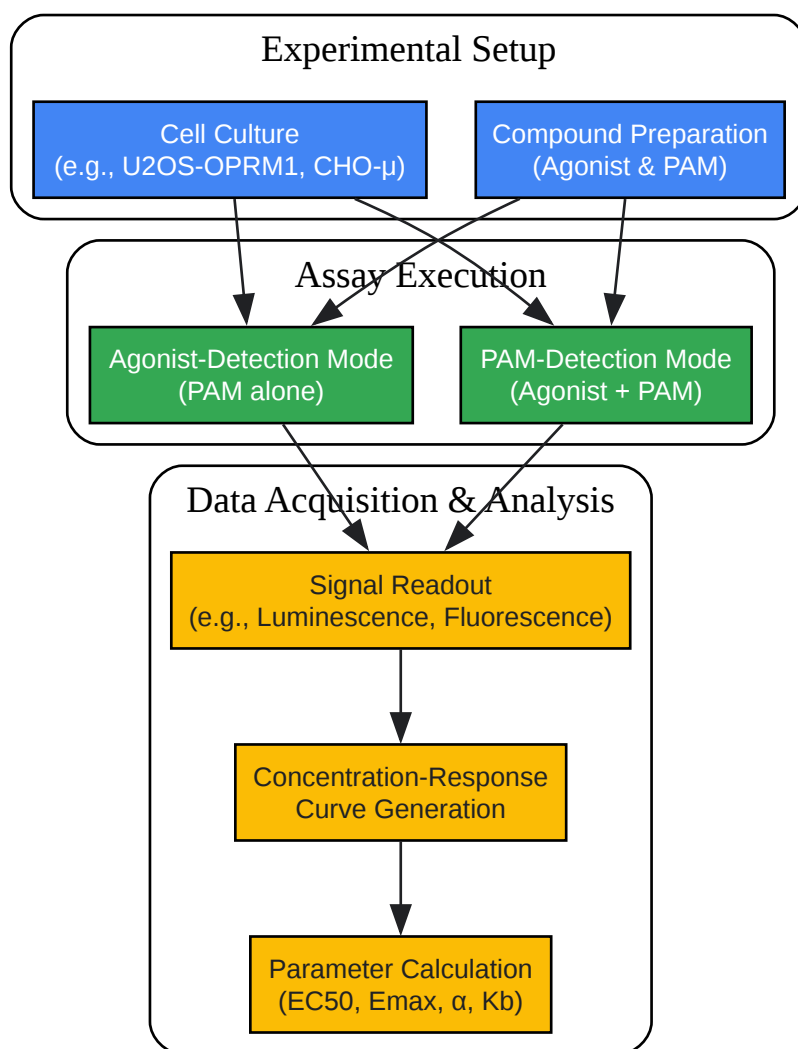 Experimental Setup
Cell Culture
(e.g., U2OS-OPRM1, CHO-μ)
Compound Preparation
(Agonist & PAM)
Assay Execution
Agonist-Detection Mode
(PAM alone)
PAM-Detection Mode
(Agonist + PAM)
Data Acquisition & Analysis
Signal Readout
(e.g., Luminescence, Fluorescence)
Concentration-Response
Curve Generation
Parameter Calculation
(EC50, Emax, α, Kb)